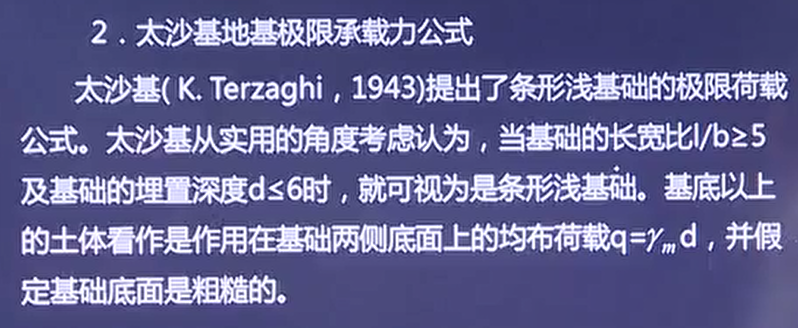 2．太沙基地基极限承载力公式
太沙基( K. Terzaghi，1943)提出了条形浅基础的极限荷载
公式。太沙基从实用的角度考虑认为，当基础的长宽比l/b≥5
及基础的埋置深度d≤6时，就可视为是条形浅基础。基底以上
的土体看作是作用在基础两侧底面上的均布荷载q=γmd，并假
定基础底面是粗糙的。